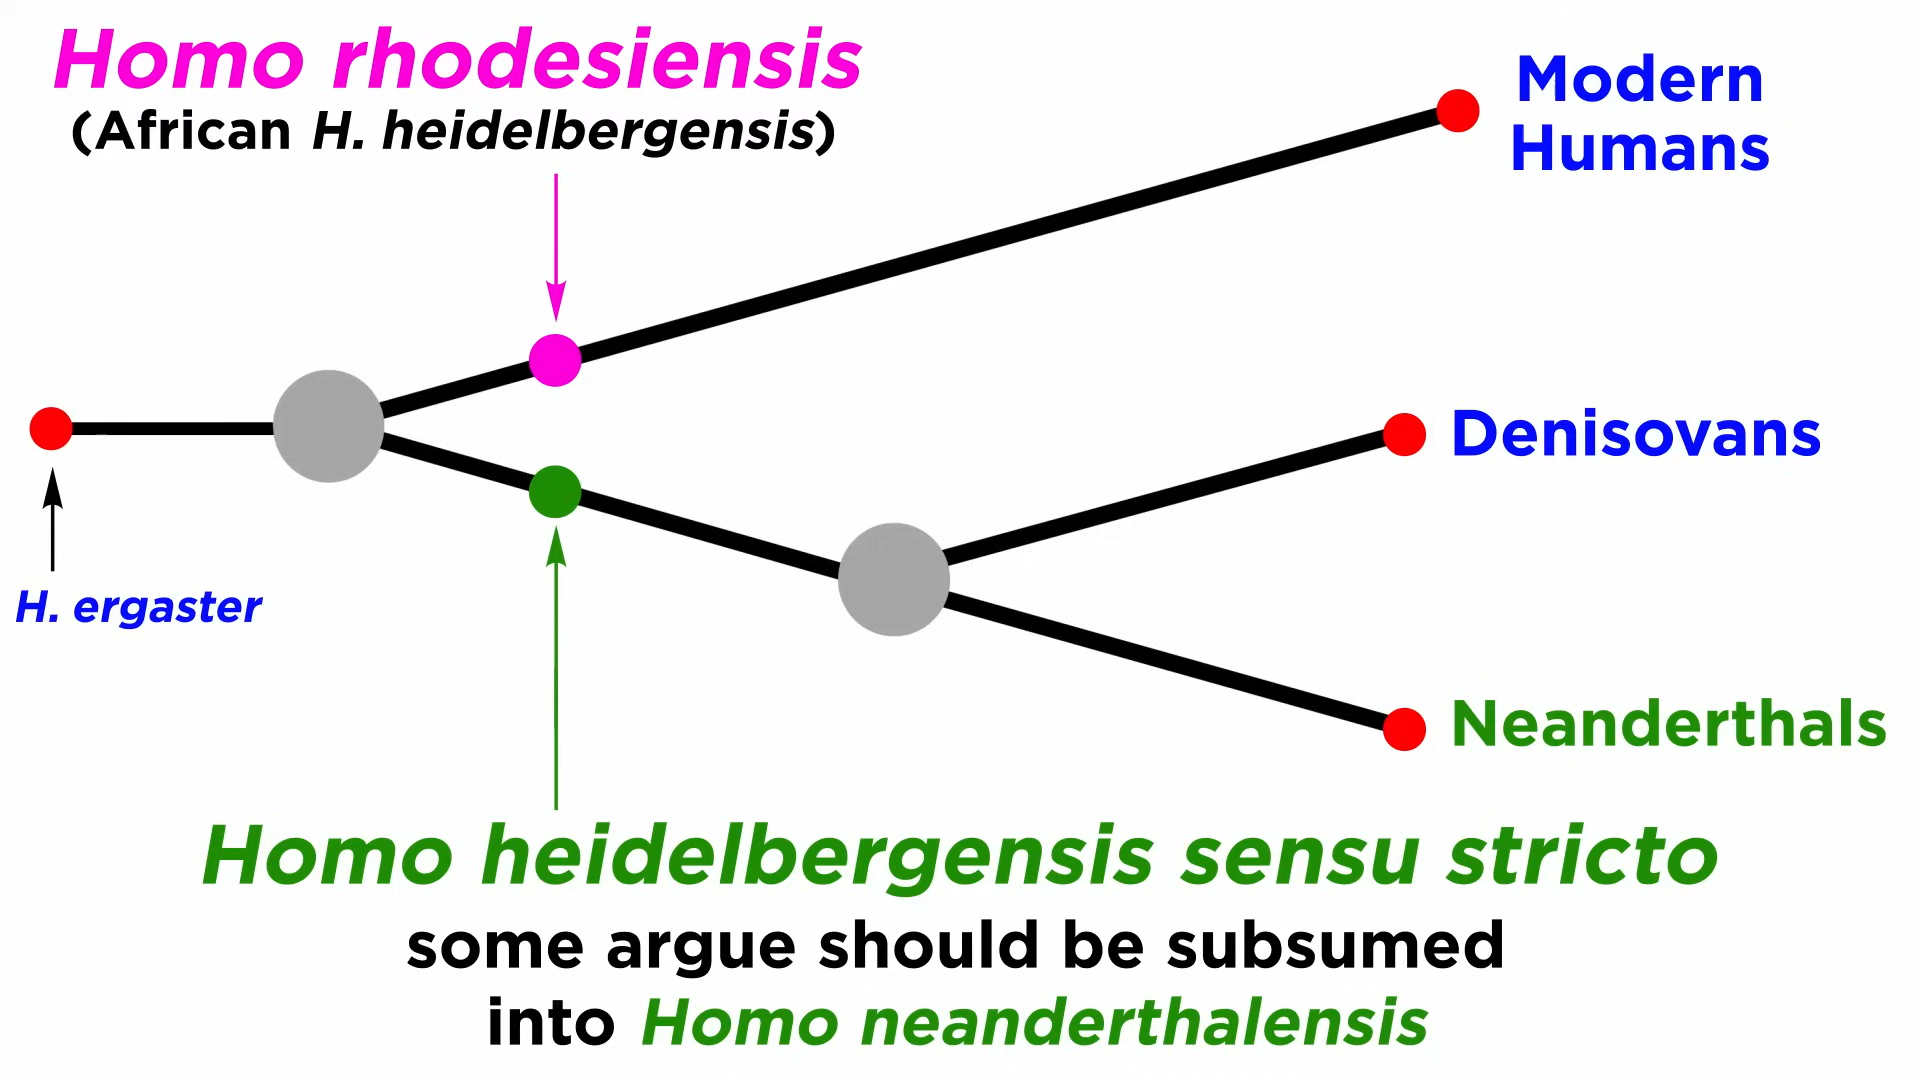 Homo rhodesiensis
(African H. heidelbergensis)
Modern
Humans
Denisovans
H. ergaster
Neanderthals
Homo heidelbergensis sensu stricto
some argue should be subsumed
into Homo neanderthalensis